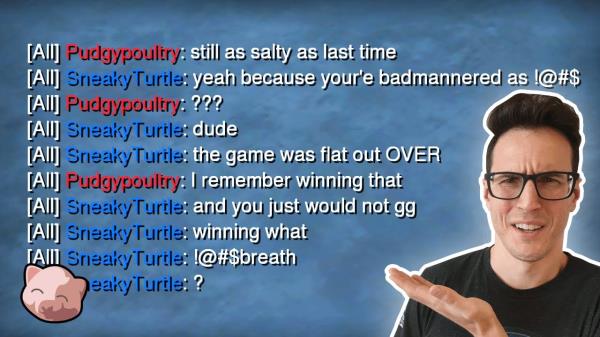 [All] Pudgypoultry: still as salty as last time
[All] SneakyTurtle: yeah because your'e badmannered as !@#$
[All] Pudgypoultry: ???
[All] SneakyTurtle: dude
[All] SneakyTurtle: the game was flat out OVER
[All] Pudgypoultry: I remember winning that
[All] SneakyTurtle: and you just would not gg
[All] SneakyTurtle: winning what
[All] SneakyTurtle: !@#$breath
neakyTurtle: ?